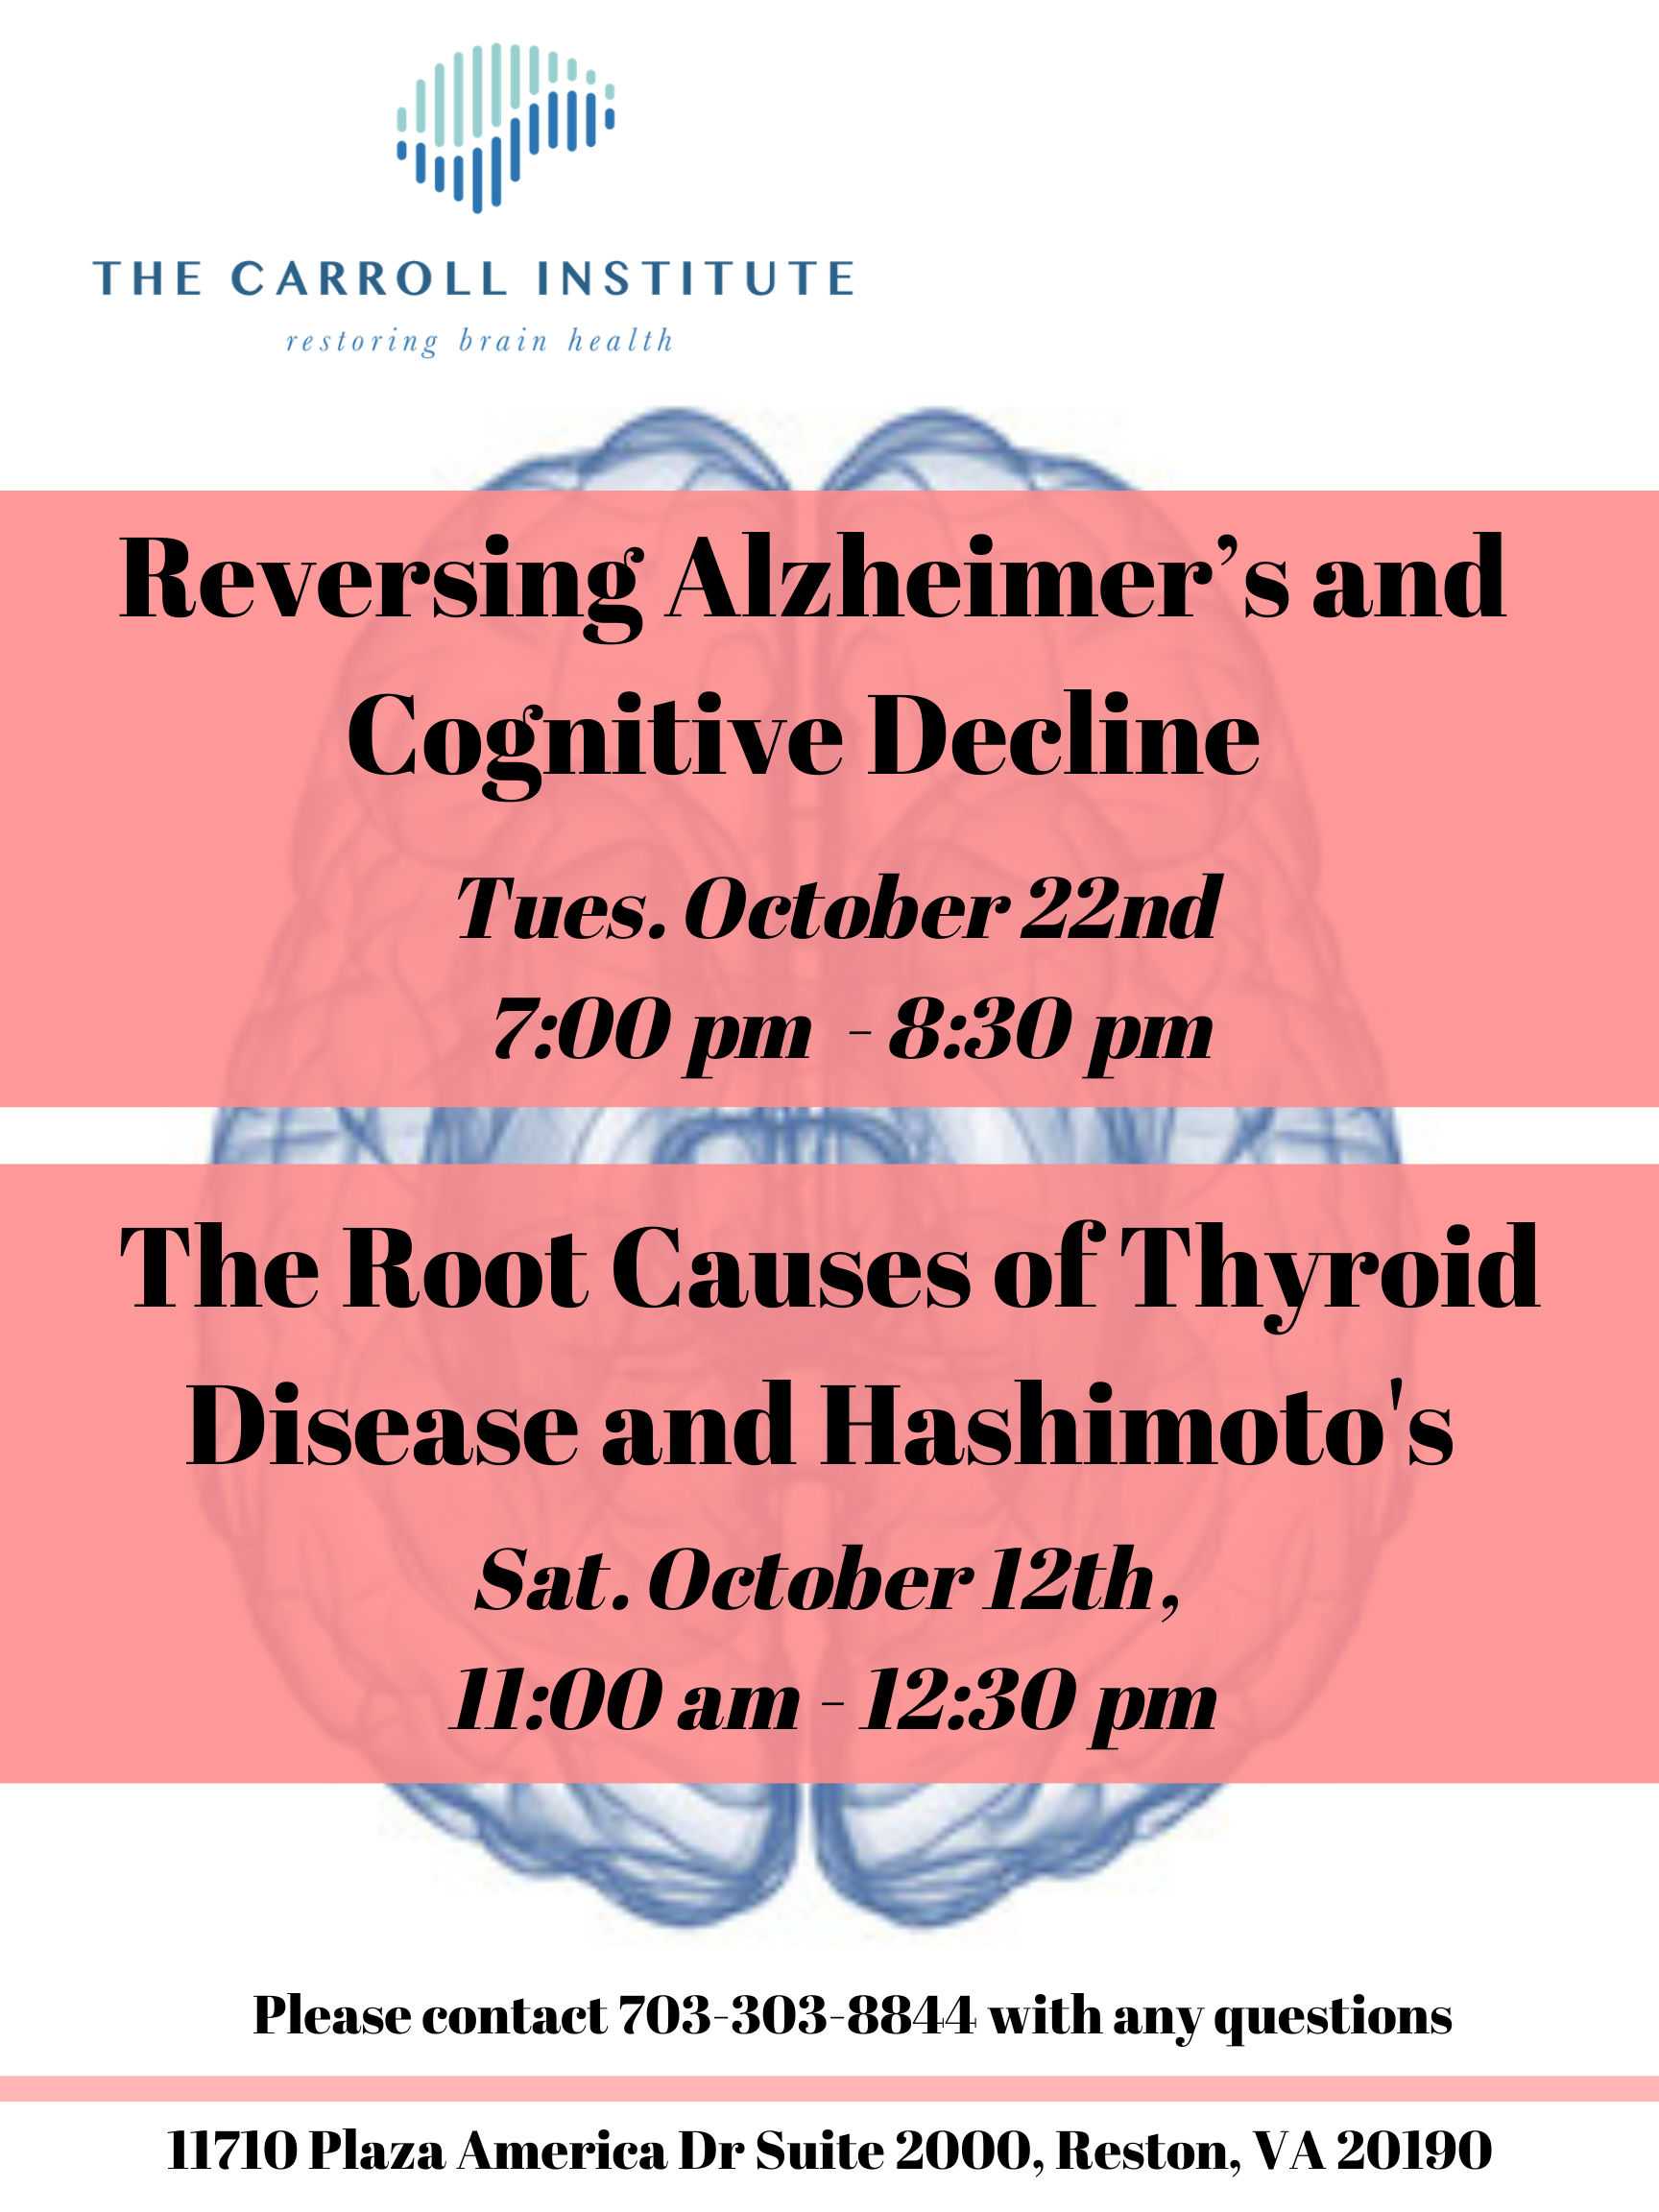 THE CARROLL INSTITUTE
restoring brain health
Reversing Alzheimer’s and
Cognitive Decline
Tues. October 22nd
7:00 pm - 8:30 pm
The Root Causes of Thyroid
Disease and Hashimoto's
Sat. October 12th,
11:00 am - 12:30 pm
Please contact 703-303-8844 with any questions
11710 Plaza America Dr Suite 2000, Reston, VA 20190